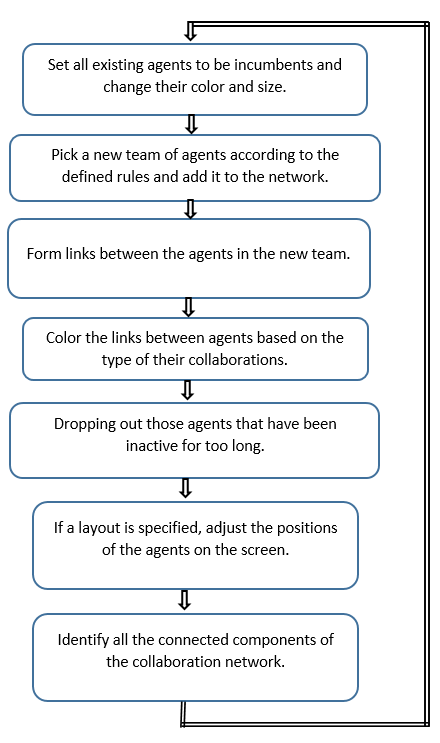 Set all existing agents to be incumbents and
change their color and size.
Pick a new team of agents according to the
defined rules and add it to the network.
Form links between the agents in the new team.
Color the links between agents based on the
type of their collaborations.
Dropping out those agents that have been
inactive for too long.
If a layout is specified, adjust the positions
of the agents on the screen.
Identify all the connected components of
the collaboration network.